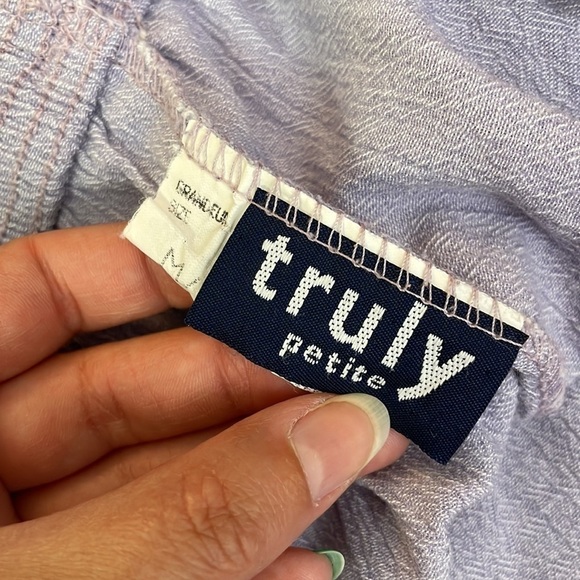 GRANDEUR
SIZE
M/
truly
petite